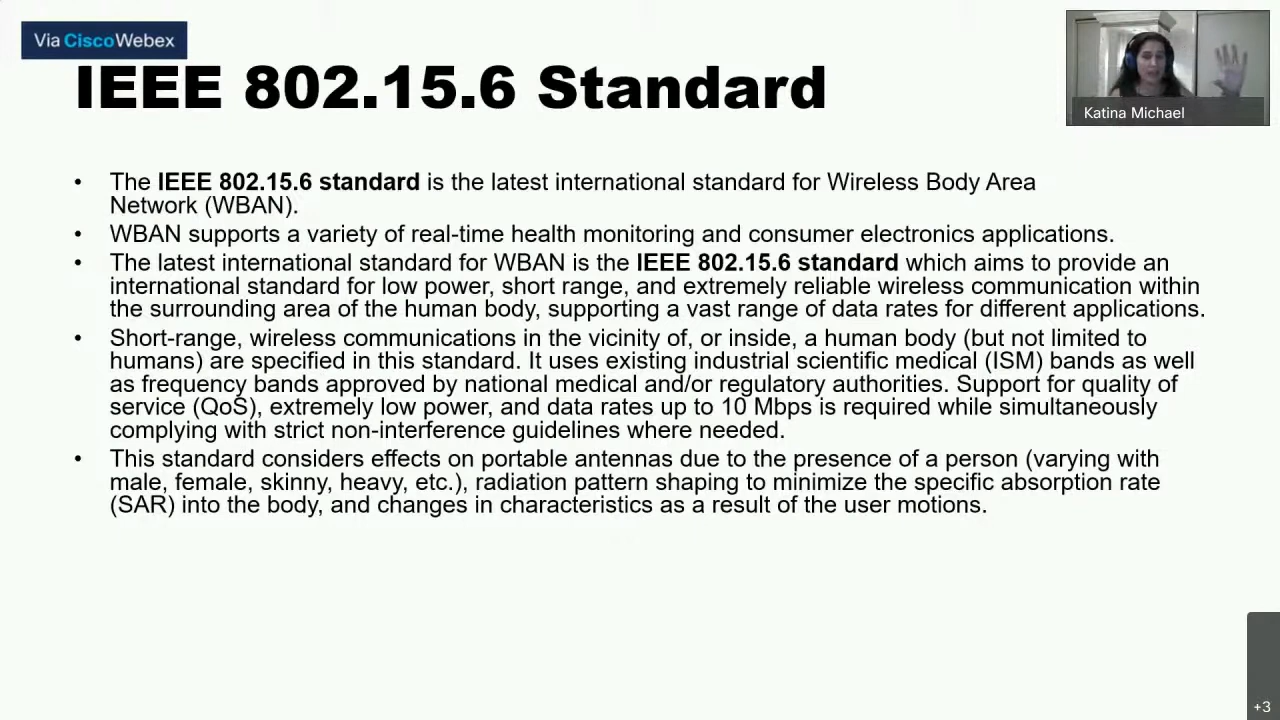 Via Cisco Webex
IEEE 802.15.6 Standard
Katina Michael
• The IEEE 802.15.6 standard is the latest international standard for Wireless Body Area
Network (WBAN).
• WBAN supports a variety of real-time health monitoring and consumer electronics applications.
• The latest international standard for WBAN is the IEEE 802.15.6 standard which aims to provide an
international standard for low power, short range, and extremely reliable wireless communication within
the surrounding area of the human body, supporting a vast range of data rates for different applications.
• Short-range, wireless communications in the vicinity of, or inside, a human body (but not limited to
humans) are specified in this standard. It uses existing industrial scientific medical (ISM) bands as well
as frequency bands approved by national medical and/or regulatory authorities. Support for quality of
service (QoS), extremely low power, and data rates up to 10 Mbps is required while simultaneously
complying with strict non-interference guidelines where needed.
• This standard considers effects on portable antennas due to the presence of a person (varying with
male, female, skinny, heavy, etc.), radiation pattern shaping to minimize the specific absorption rate
(SAR) into the body, and changes in characteristics as a result of the user motions.
+3